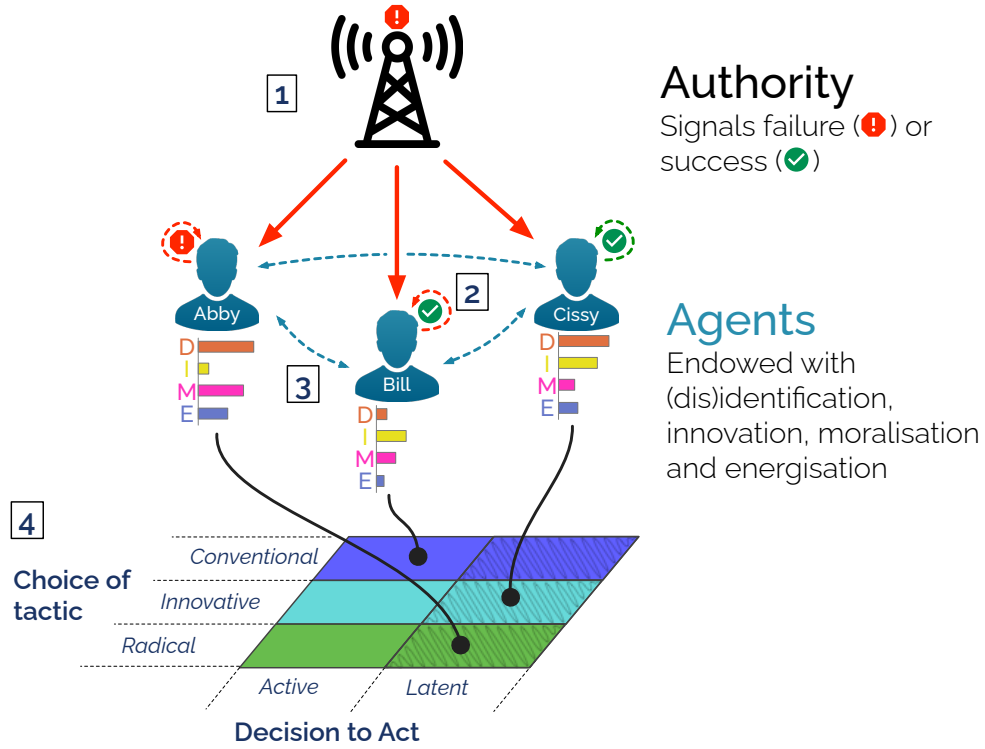 1
Authority
Signals failure (!) or
success (✓)
Abby
D
I
M
E
2
Bill
D
I
M
E
Cissy
D
I
M
E
3
Agents
Endowed with
(dis)identification,
innovation, moralisation
and energisation
4
Choice of
tactic
Conventional
Innovative
Radical
Active
Latent
Decision to Act